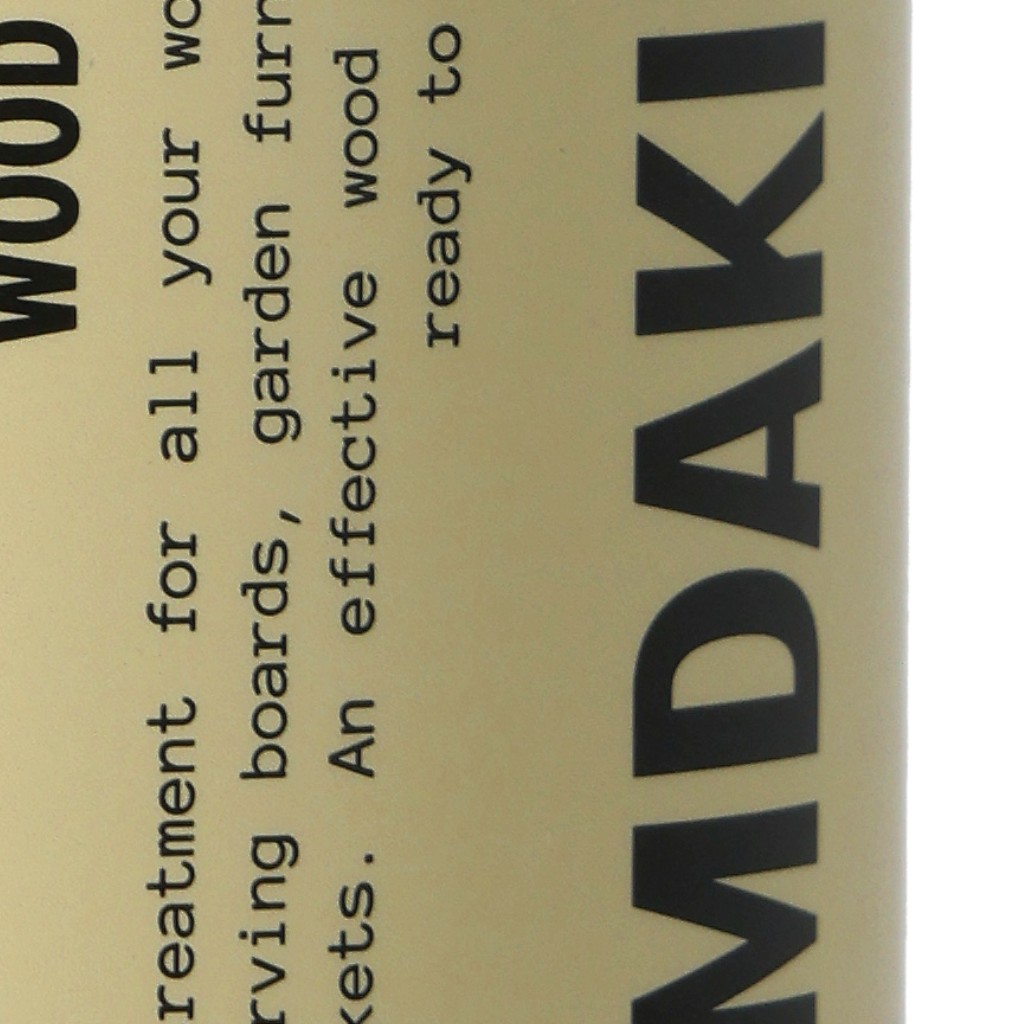 WOOD
reatment for all your wo
rving boards, garden furn
kets. An effective wood
ready to
MDAKI